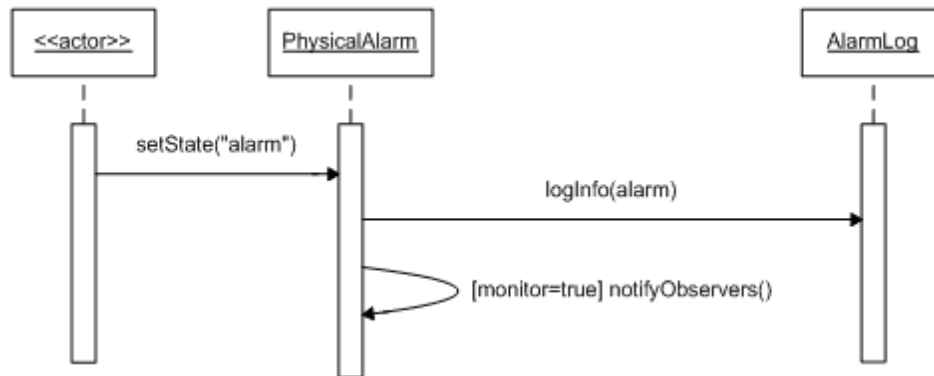 <<actor>>
PhysicalAlarm
AlarmLog
setState("alarm")
logInfo(alarm)
[monitor=true] notifyObservers()